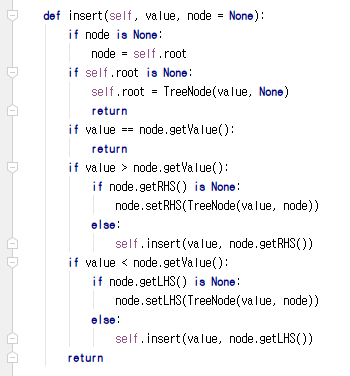 def insert(self, value, node = None):
    if node is None:
        node = self.root
    if self.root is None:
        self.root = TreeNode(value, None)
        return
    if value == node.getValue():
        return
    if value > node.getValue():
        if node.getRHS() is None:
            node.setRHS(TreeNode(value, node))
        else:
            self.insert(value, node.getRHS())
    if value < node.getValue():
        if node.getLHS() is None:
            node.setLHS(TreeNode(value, node))
        else:
            self.insert(value, node.getLHS())
    return